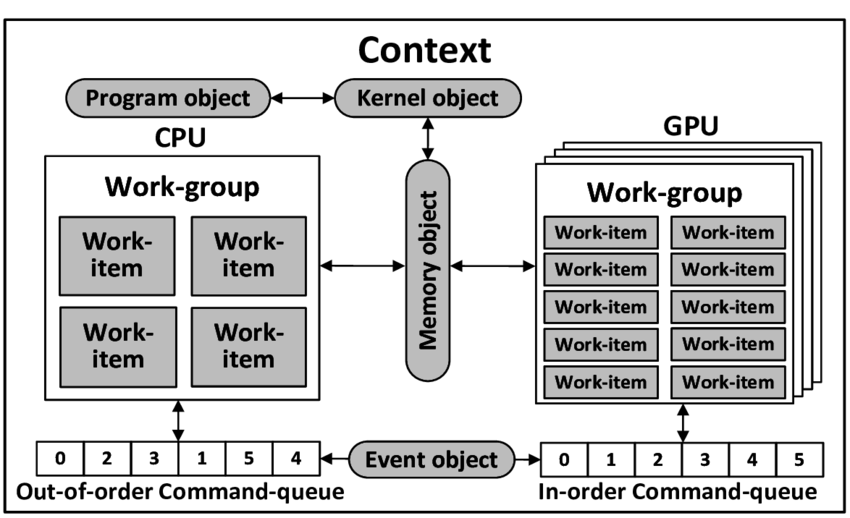 Context
Program object
Kernel object
CPU
GPU
Work-group
Work-
item
Work-
item
Work-
item
Work-
item
Memory object
Work-group
Work-item Work-item
Work-item Work-item
Work-item Work-item
Work-item Work-item
Work-item Work-item
0 2 3 1 5 4
Out-of-order Command-queue
Event object
0 1 2 3 4 5
In-order Command-queue